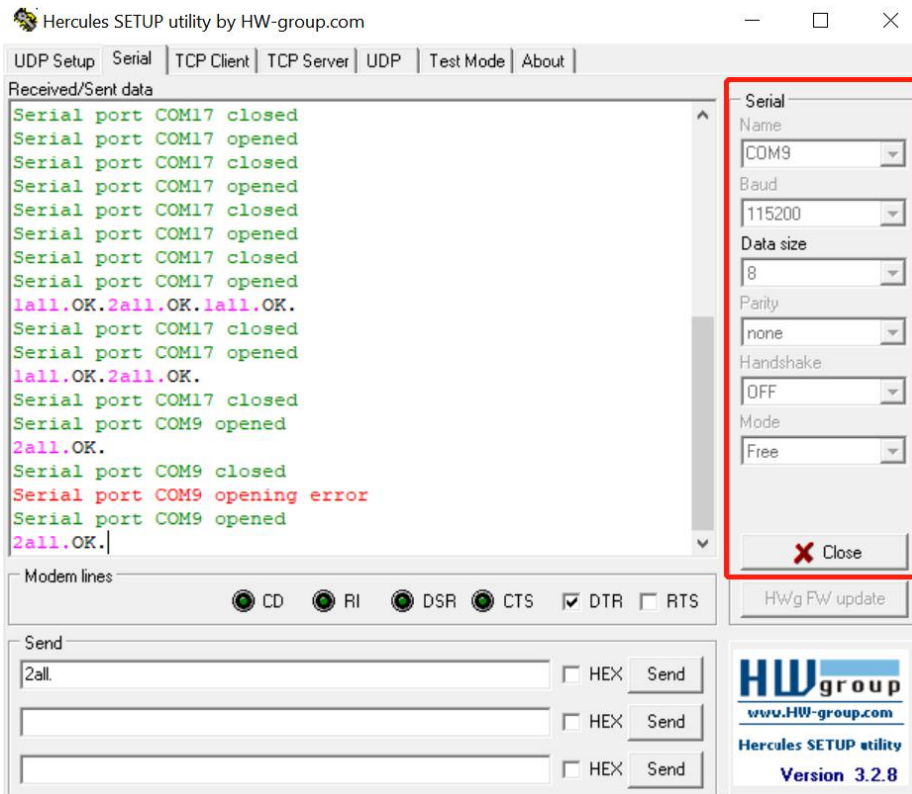 Hercules SETUP utility by HW-group.com
UDP Setup Serial TCP Client TCP Server UDP Test Mode About
Received/Sent data
Serial port COM17 closed
Serial port COM17 opened
Serial port COM17 closed
Serial port COM17 opened
Serial port COM17 closed
Serial port COM17 opened
Serial port COM17 closed
Serial port COM17 opened
1all.OK.2all.OK.1all.OK.
Serial port COM17 closed
Serial port COM17 opened
1all.OK.2all.OK.
Serial port COM17 closed
Serial port COM9 opened
2all.OK.
Serial port COM9 closed
Serial port COM9 opening error
Serial port COM9 opened
2all.OK.
Serial
Name
COM9
Baud
115200
Data size
8
Parity
none
Handshake
OFF
Mode
Free
Close
Modem lines
CD RI DSR CTS DTR RTS
HWg FW update
Send
2all. HEX Send
HEX Send
HEX Send
HW group
www.HW-group.com
Hercules SETUP utility
Version 3.2.8